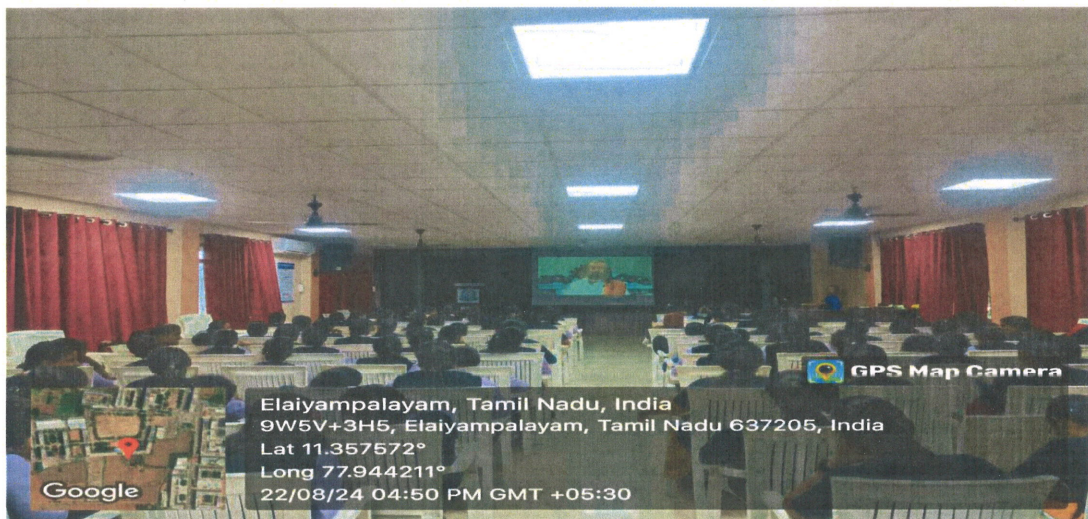 GPS Map Camera
Elaiyampalayam, Tamil Nadu, India
9W5V+3H5, Elaiyampalayam, Tamil Nadu 637205, India
Lat 11.357572°
Long 77.944211°
22/08/24 04:50 PM GMT +05:30
Google